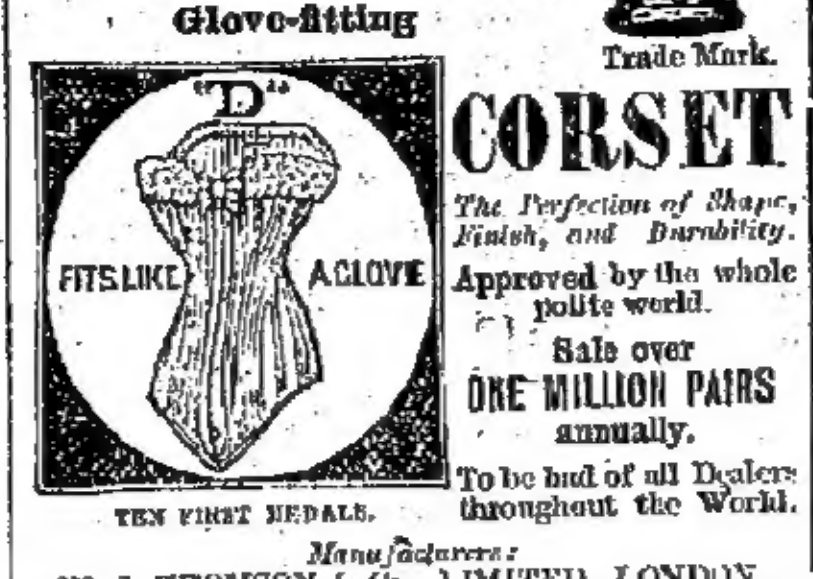 Glove-fitting
Trade Mark.
"D"
FITS LIKE A GLOVE
CORSET
The Perfection of Shape,
Finish, and Durability.
Approved by the whole
polite world.
Sale over
ONE MILLION PAIRS
annually.
To be had of all Dealers
throughout the World.
TEN FIRST MEDALS.
Manufacturers:
LIMITED, LONDON